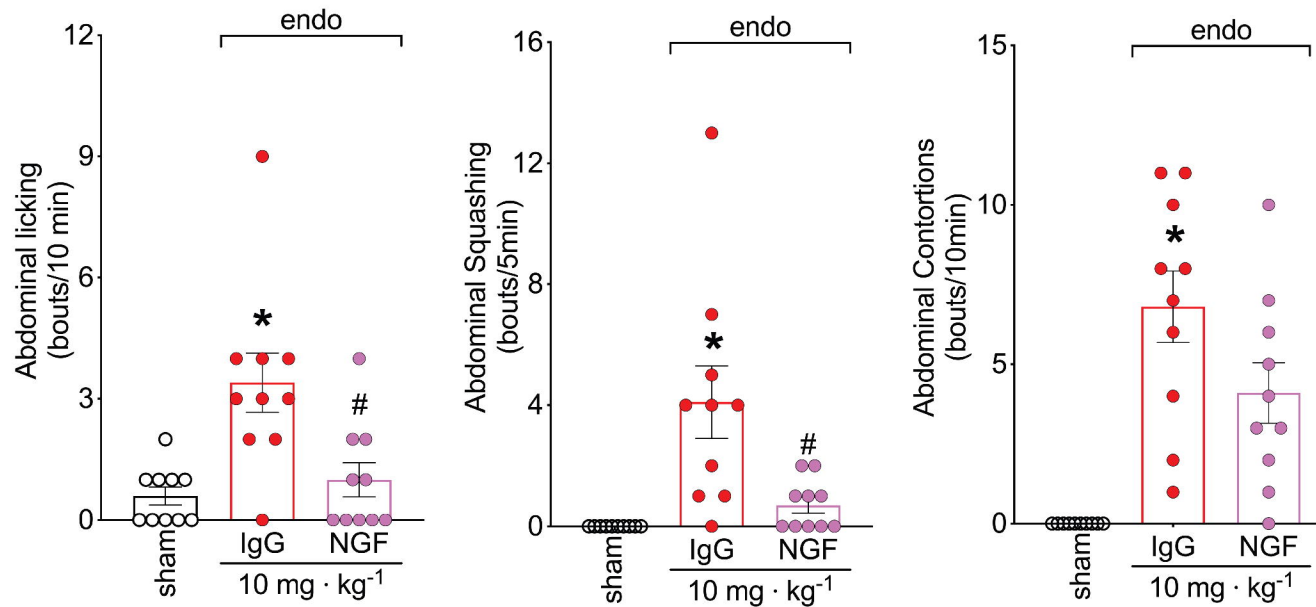 endo
12
9
6
3
0
Abdominal licking
(bouts/10 min)
*
#
sham
IgG
NGF
10 mg · kg-1
endo
16
12
8
4
0
Abdominal Squashing
(bouts/5min)
*
#
sham
IgG
NGF
10 mg · kg-1
endo
15
10
5
0
Abdominal Contortions
(bouts/10min)
*
sham
IgG
NGF
10 mg · kg-1